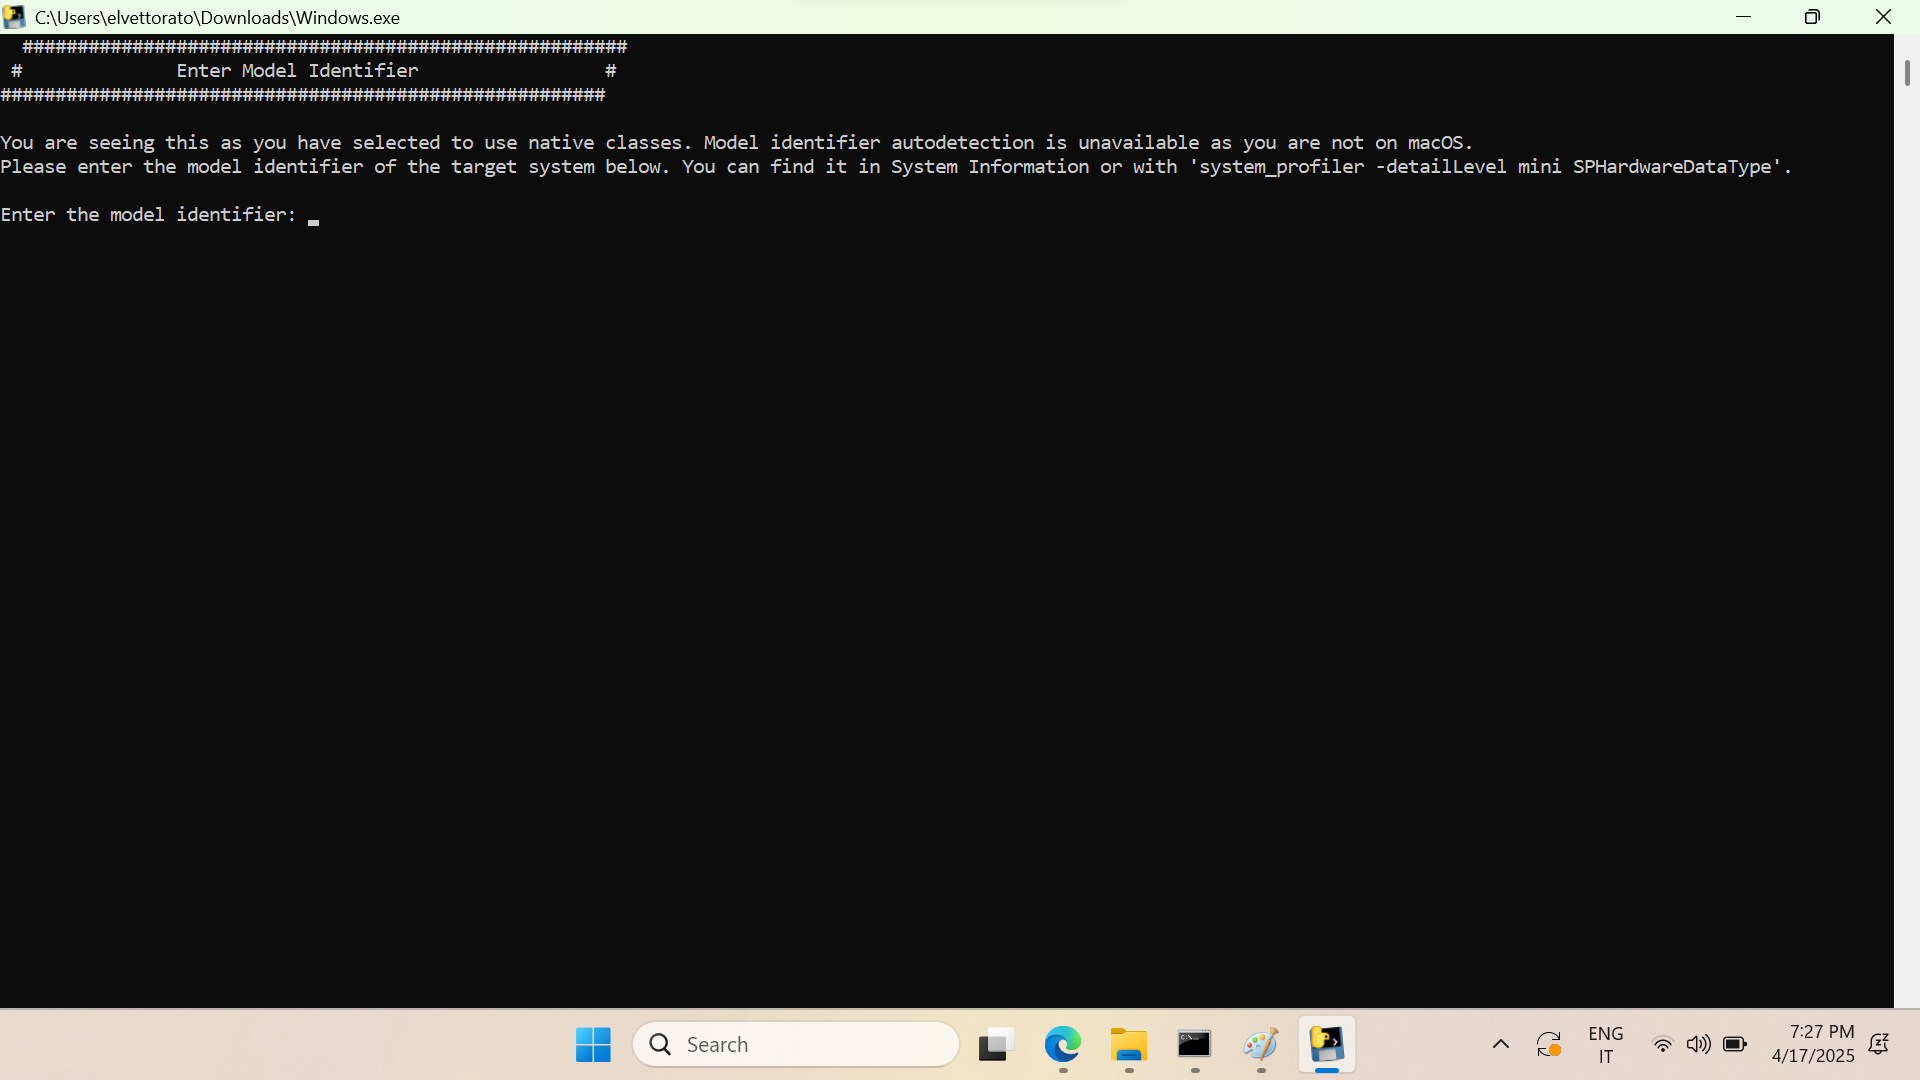 C:\Users\elvettorato\Downloads\Windows.exe
#######################################################
# Enter Model Identifier #
#######################################################
You are seeing this as you have selected to use native classes. Model identifier autodetection is unavailable as you are not on macOS.
Please enter the model identifier of the target system below. You can find it in System Information or with 'system_profiler -detailLevel mini SPHardwareDataType'.
Enter the model identifier:
Search
ENG
IT
7:27 PM
4/17/2025